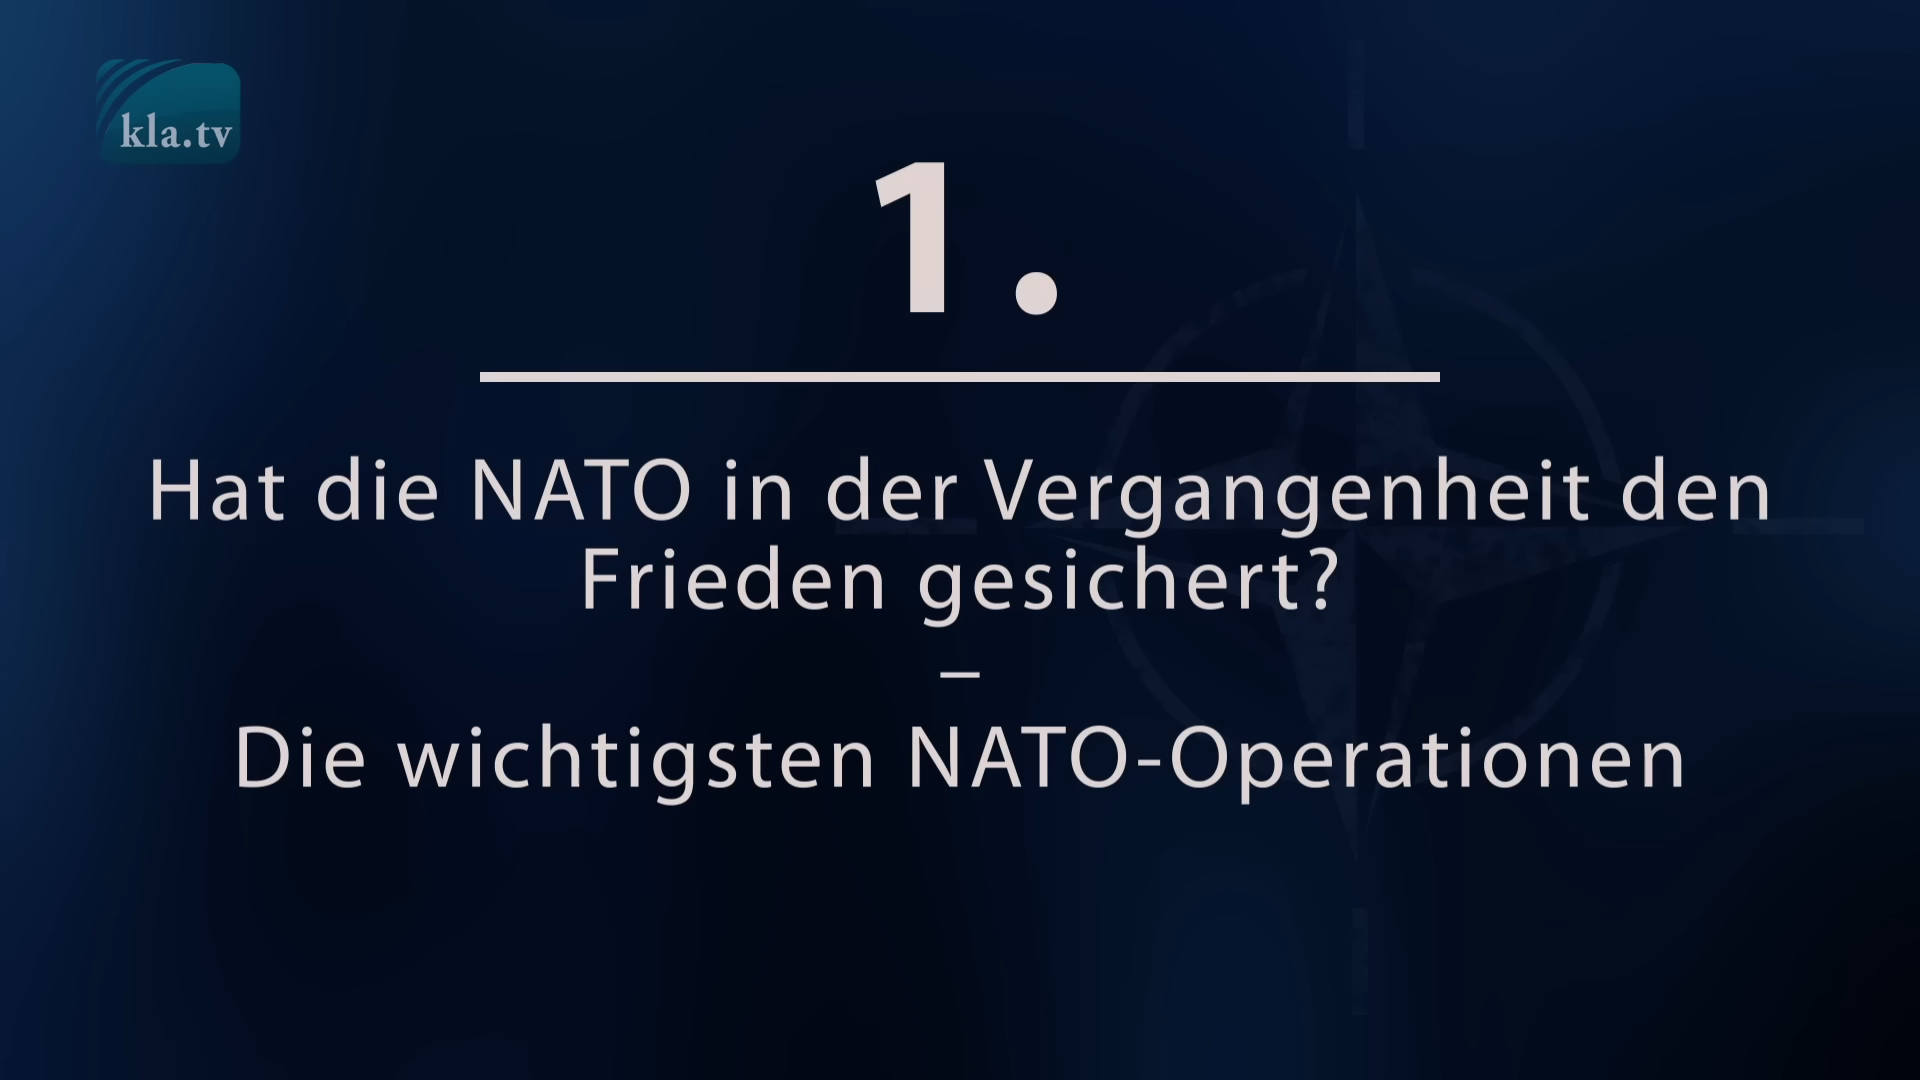 kla.tv
1.
Hat die NATO in der Vergangenheit den
Frieden gesichert?
–
Die wichtigsten NATO-Operationen